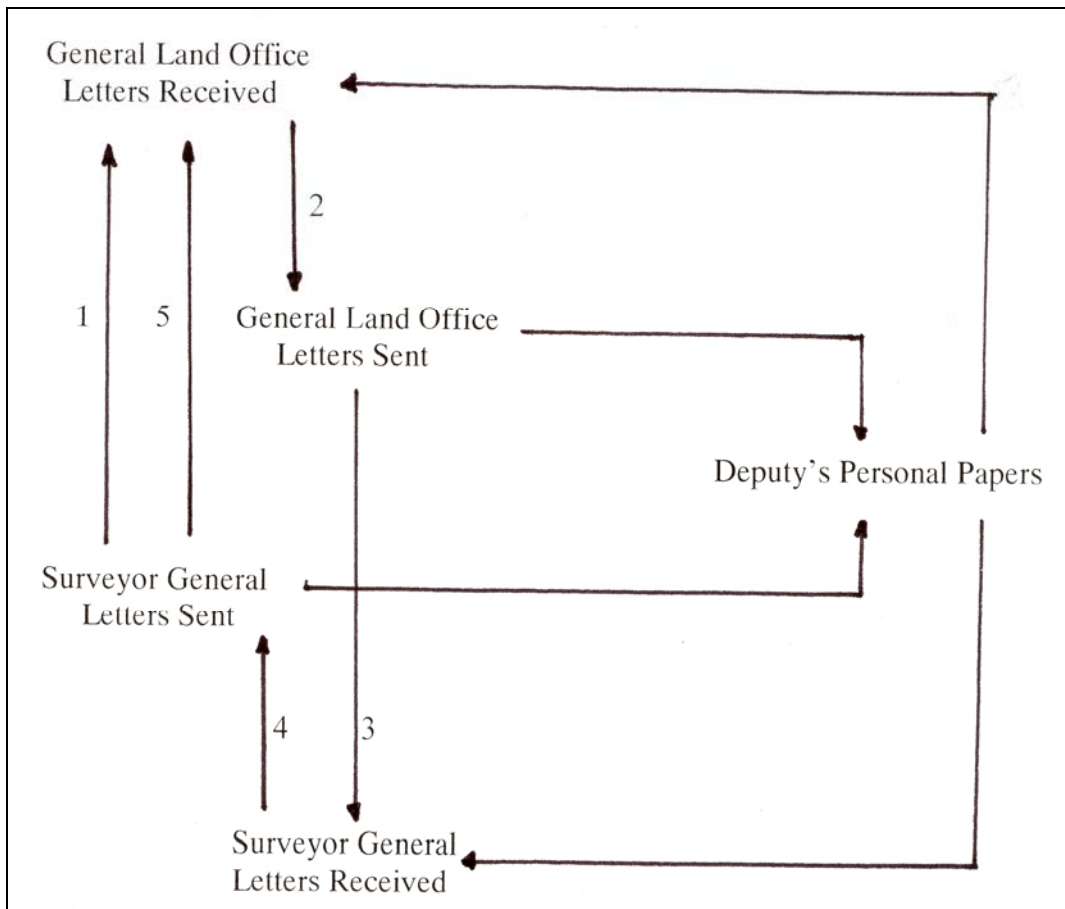 General Land Office
Letters Received
2
1
5
General Land Office
Letters Sent
Deputy's Personal Papers
Surveyor General
Letters Sent
4
3
Surveyor General
Letters Received